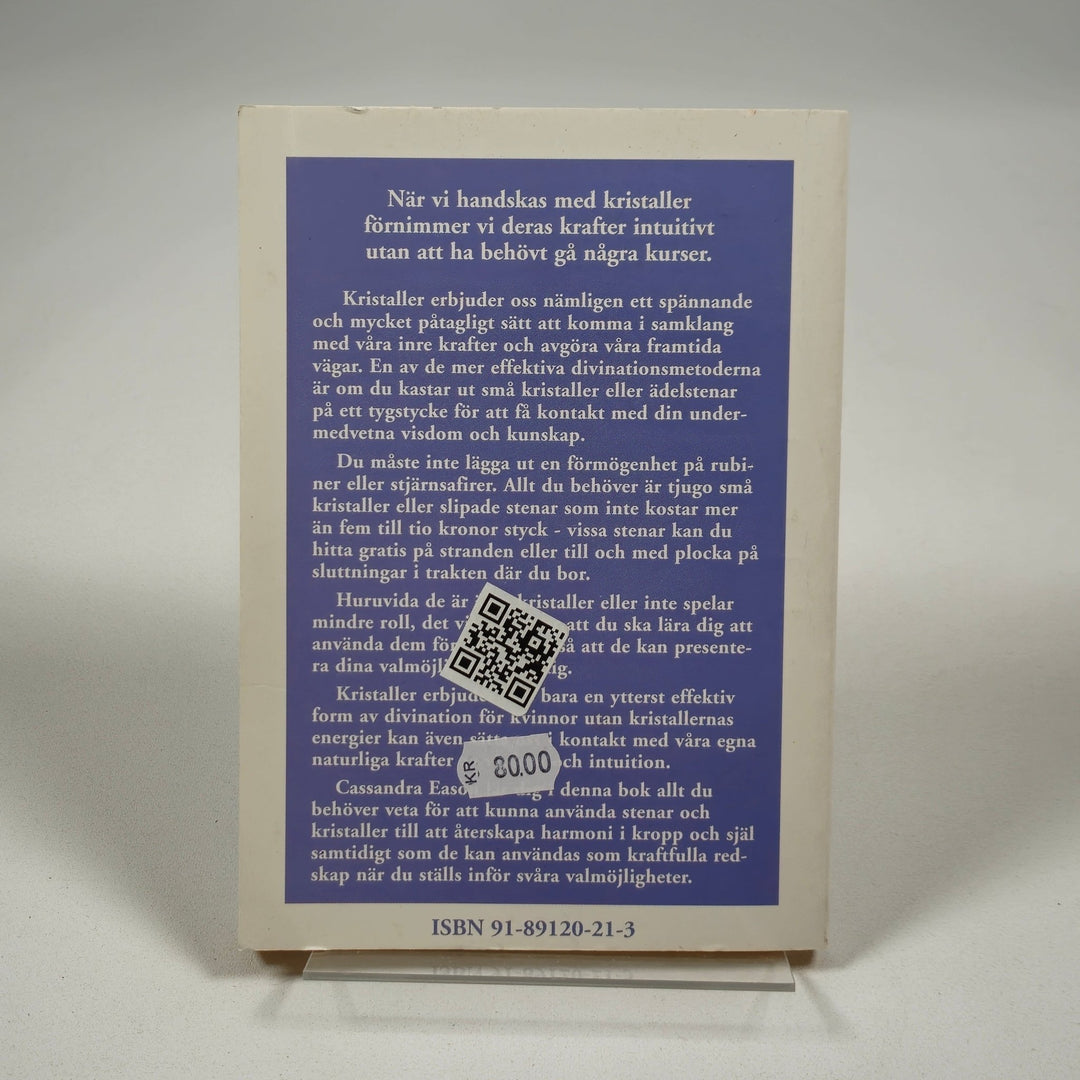 När vi handskas med kristaller
förnimmer vi deras krafter intuitivt
utan att ha behövt gå några kurser.
Kristaller erbjuder oss nämligen ett spännande
och mycket påtagligt sätt att komma i samklang
med våra inre krafter och avgöra våra framtida
vägar. En av de mer effektiva divinationsmetoderna
är om du kastar ut små kristaller eller ädelstenar
på ett tygstycke för att få kontakt med din under-
medvetna visdom och kunskap.
Du måste inte lägga ut en förmögenhet på rubi-
ner eller stjärnsafirer. Allt du behöver är tjugo små
kristaller eller slipade stenar som inte kostar mer
än fem till tio kronor styck - vissa stenar kan du
hitta gratis på stranden eller till och med plocka på
sluttningar i trakten där du bor.
Huruvida de är kristaller eller inte spelar
mindre roll, det att du ska lära dig att
använda dem att de kan presente-
ra dina
Kristaller bara en ytterst effektiv
form av divination för kvinnor utan kristallernas
energier kan även i kontakt med våra egna
naturliga krafter och intuition.
Cassandra i denna bok allt du
behöver veta för att kunna använda stenar och
kristaller till att återskapa harmoni i kropp och själ
samtidigt som de kan användas som kraftfulla red-
skap när du ställs inför svåra valmöjligheter.
KR 80.00
ISBN 91-89120-21-3